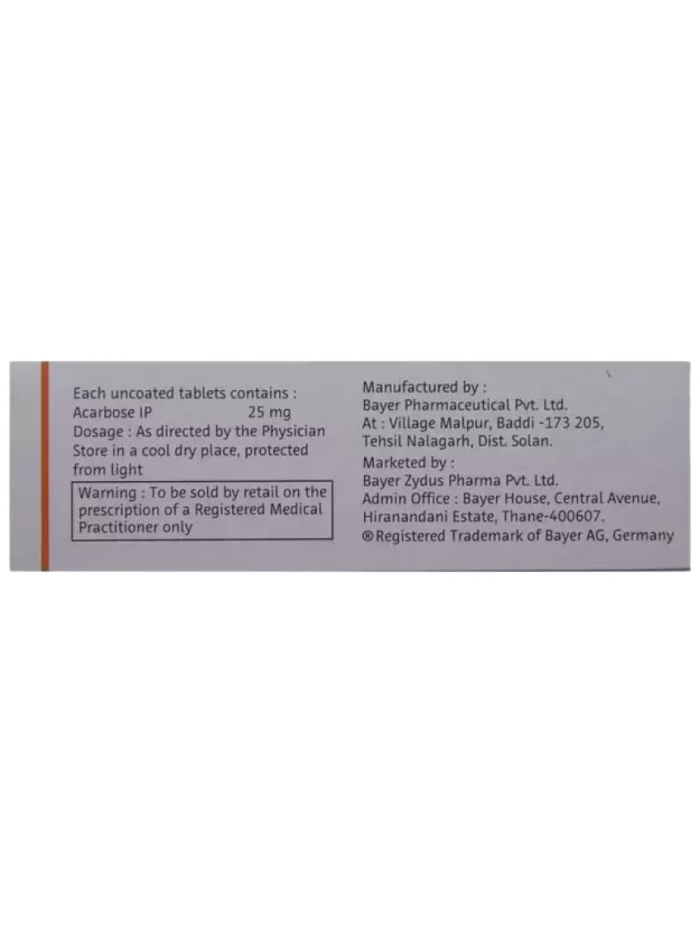 Each uncoated tablets contains :
Acarbose IP 25 mg
Dosage : As directed by the Physician
Store in a cool dry place, protected
from light
Warning : To be sold by retail on the
prescription of a Registered Medical
Practitioner only
Manufactured by :
Bayer Pharmaceutical Pvt. Ltd.
At : Village Malpur, Baddi -173 205,
Tehsil Nalagarh, Dist. Solan.
Marketed by :
Bayer Zydus Pharma Pvt. Ltd.
Admin Office : Bayer House, Central Avenue,
Hiranandani Estate, Thane-400607.
®Registered Trademark of Bayer AG, Germany